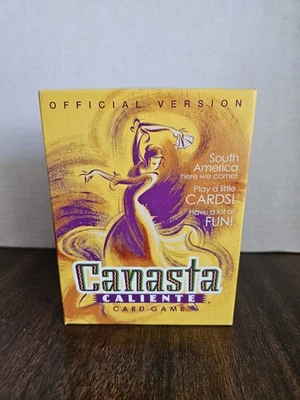 OFFICIAL VERSION
South
America
here we come!
Play a little
CARDS!
Have a lot of
FUN!
Canasta
CALIENTE
CARD GAME